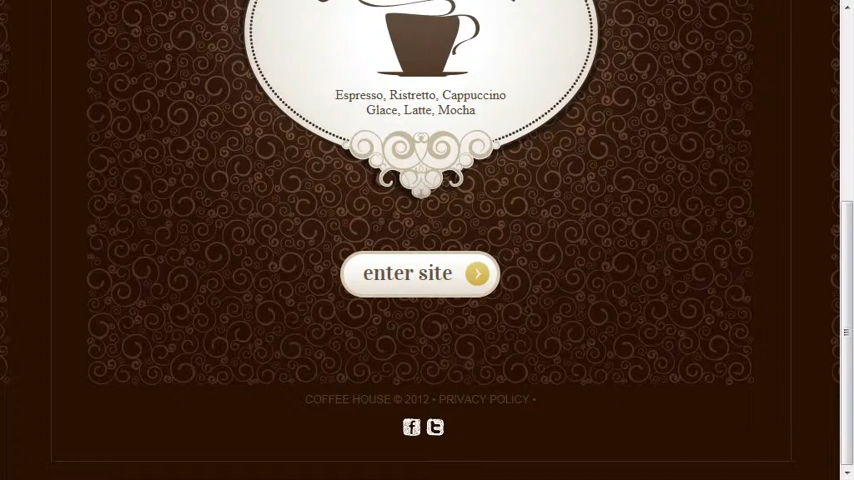 Espresso, Ristretto, Cappuccino
Glace, Latte, Mocha
enter site
COFFEE HOUSE © 2012 • PRIVACY POLICY •
f t